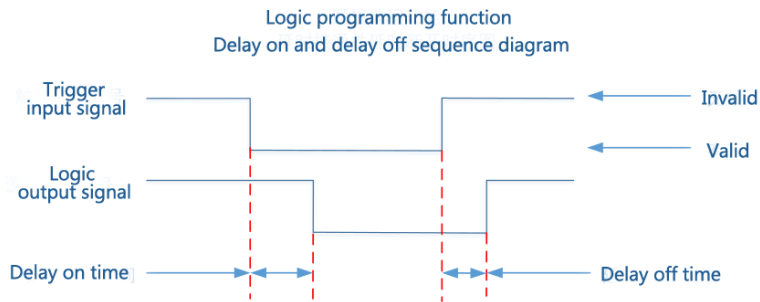 Logic programming function
Delay on and delay off sequence diagram
Trigger
input signal
Invalid
Valid
Logic
output signal
Delay on time
Delay off time